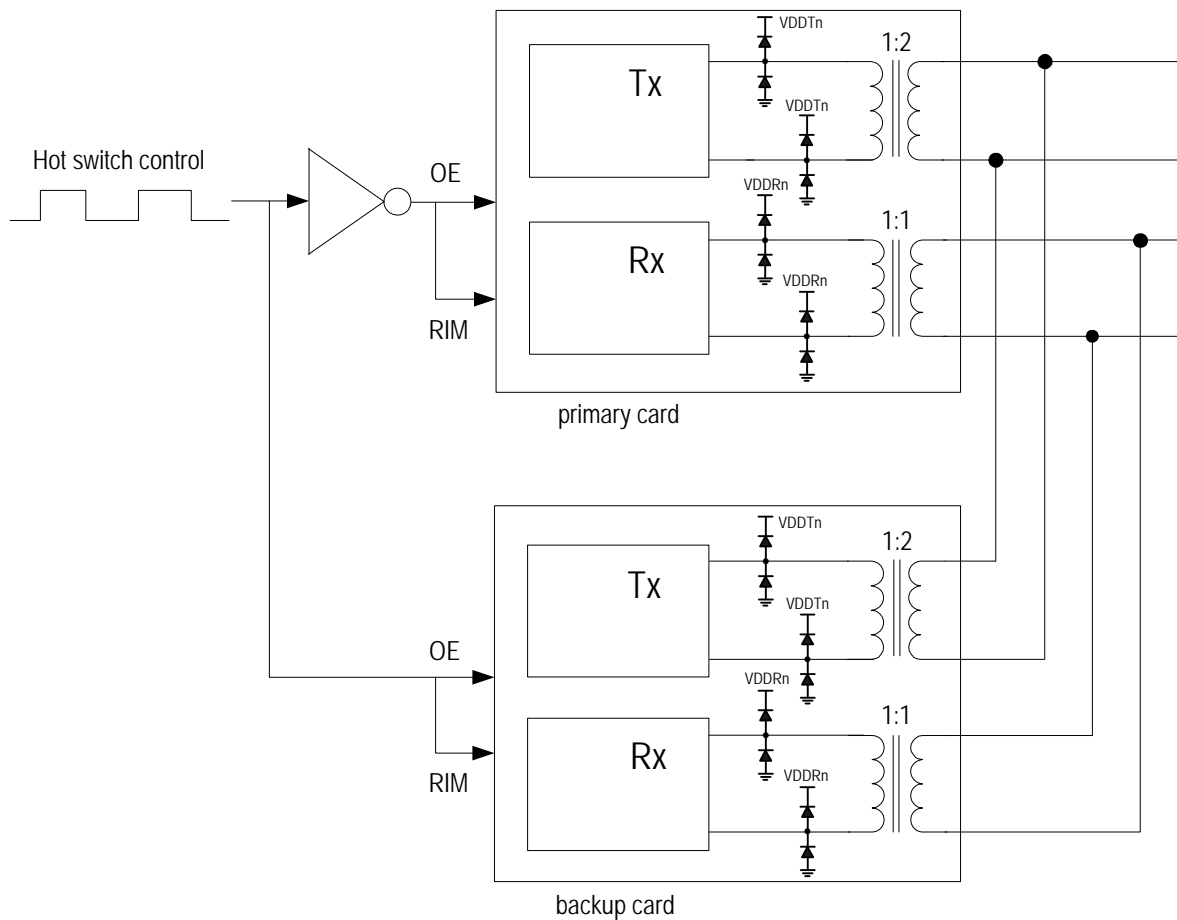 Hot switch control
OE
RIM
VDDTn
1:2
Tx
VDDTn
VDDRn
1:1
Rx
VDDRn
primary card
OE
RIM
VDDTn
1:2
Tx
VDDTn
VDDRn
1:1
Rx
VDDRn
backup card